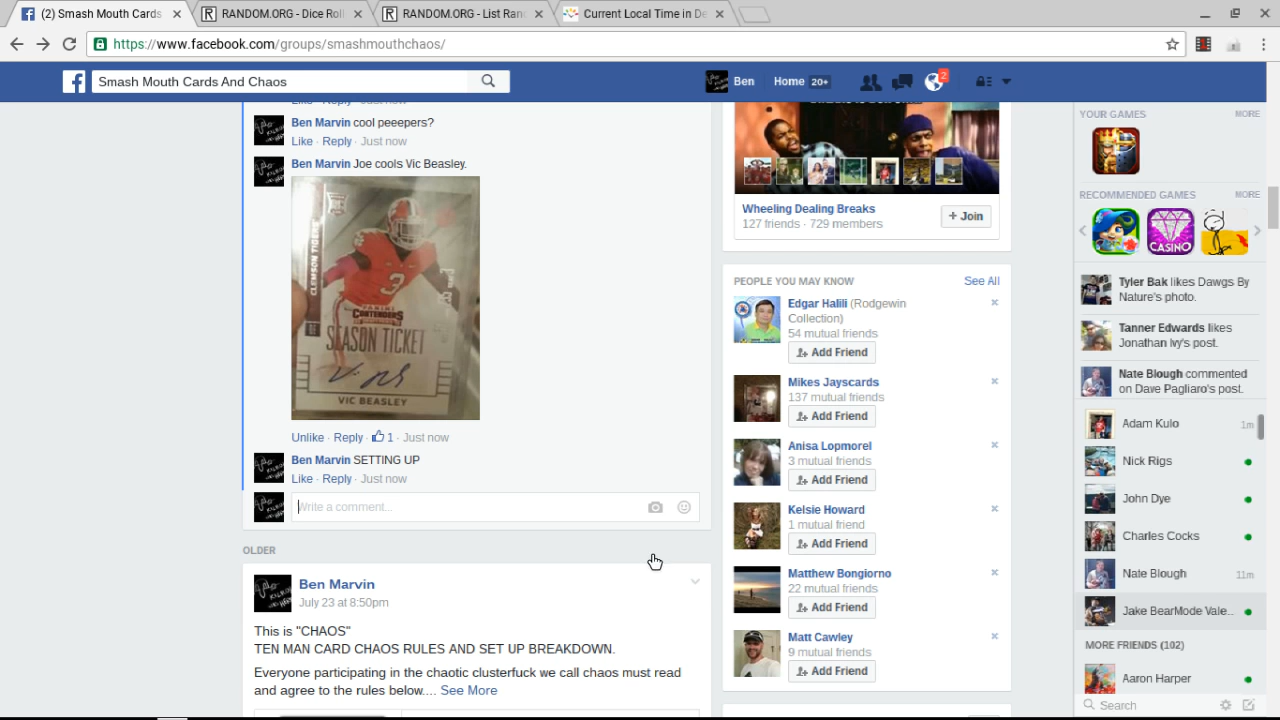 (2) Smash Mouth Cards
RANDOM.ORG - Dice Roll
RANDOM.ORG - List Ran
Current Local Time in De
https://www.facebook.com/groups/smashmouthchaos/
Smash Mouth Cards And Chaos
Ben
Home 20+
2
Like · Reply · Just now
Ben Marvin cool peeepers?
Like · Reply · Just now
Ben Marvin Joe cools Vic Beasley.
CLEMSON TIGERS
3
PANINI
CONTENDERS
SEASON TICKET
VIC BEASLEY
Unlike · Reply · 1 · Just now
Ben Marvin SETTING UP
Like · Reply · Just now
Write a comment...
OLDER
Ben Marvin
July 23 at 8:50pm
This is "CHAOS"
TEN MAN CARD CHAOS RULES AND SET UP BREAKDOWN.
Everyone participating in the chaotic clusterfuck we call chaos must read
and agree to the rules below.... See More
Wheeling Dealing Breaks
127 friends · 729 members
+ Join
PEOPLE YOU MAY KNOW
See All
Edgar Halili (Rodgewin
Collection)
54 mutual friends
Add Friend
Mikes Jayscards
137 mutual friends
Add Friend
Anisa Lopmorel
3 mutual friends
Add Friend
Kelsie Howard
1 mutual friend
Add Friend
Matthew Bongiorno
22 mutual friends
Add Friend
Matt Cawley
9 mutual friends
Add Friend
YOUR GAMES
MORE
RECOMMENDED GAMES
MORE
CASINO
Tyler Bak likes Dawgs By
Nature's photo.
Tanner Edwards likes
Jonathan Ivy's post.
Nate Blough commented
on Dave Pagliaro's post.
Adam Kulo 1m
Nick Rigs
John Dye
Charles Cocks
Nate Blough 11m
Jake BearMode Vale...
MORE FRIENDS (102)
Aaron Harper
Search